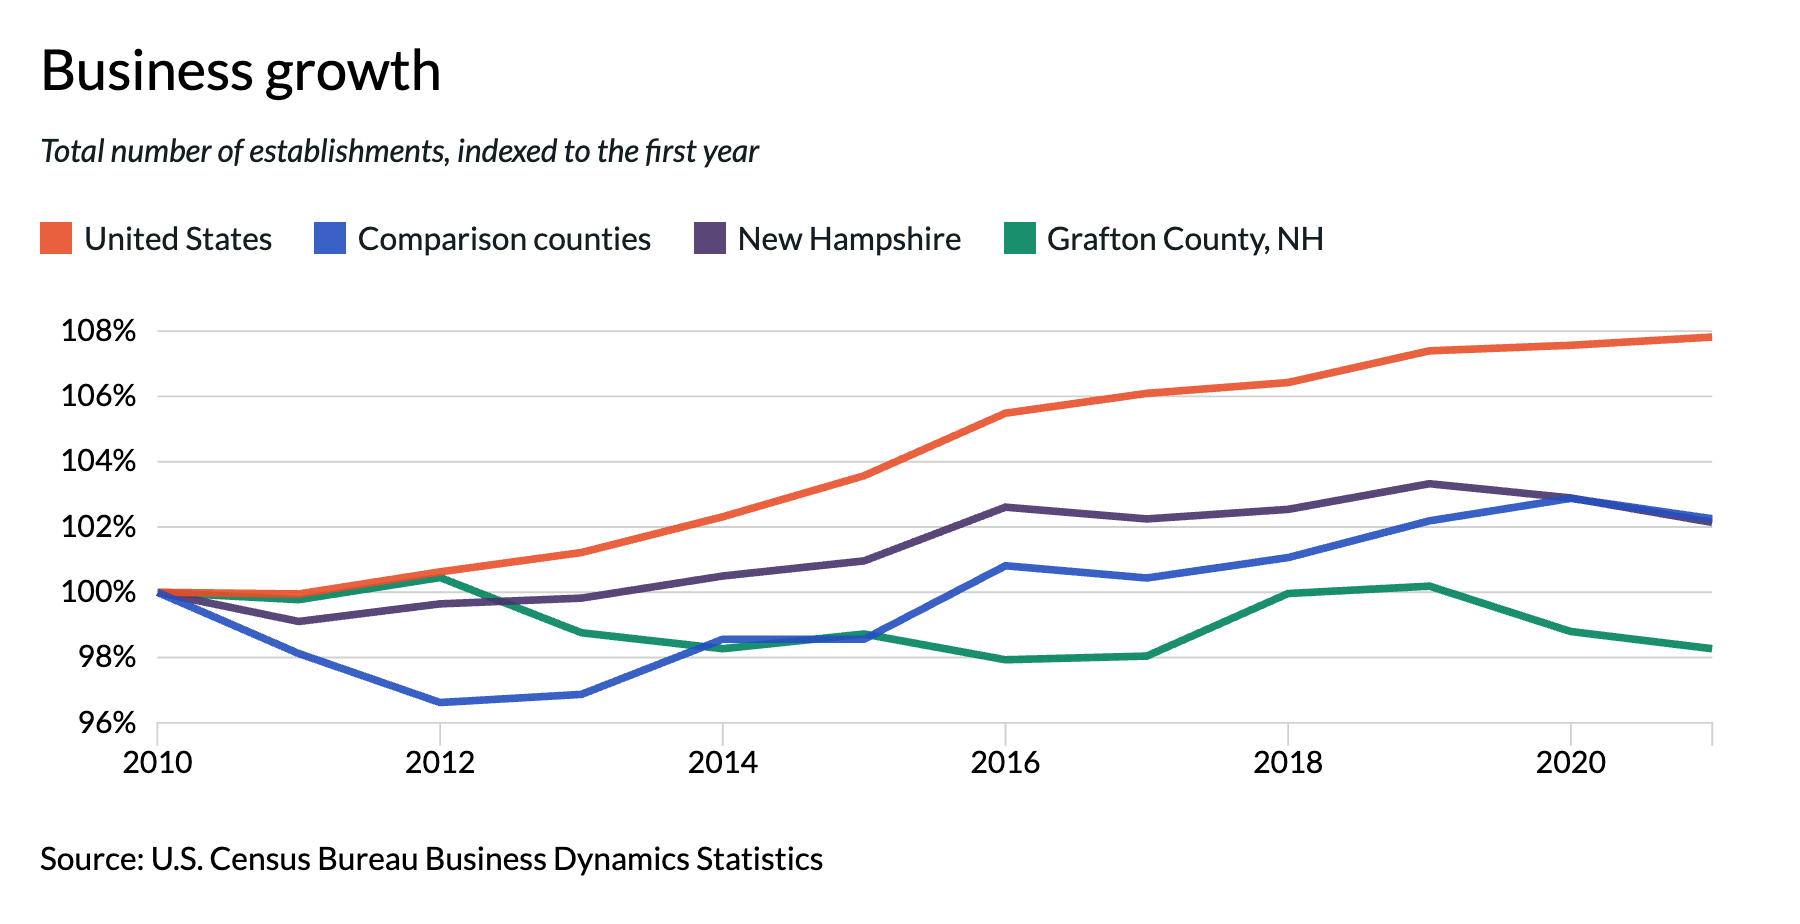 Business growth
Total number of establishments, indexed to the first year
United States Comparison counties New Hampshire Grafton County, NH
108%
106%
104%
102%
100%
98%
96%
2010 2012 2014 2016 2018 2020
Source: U.S. Census Bureau Business Dynamics Statistics